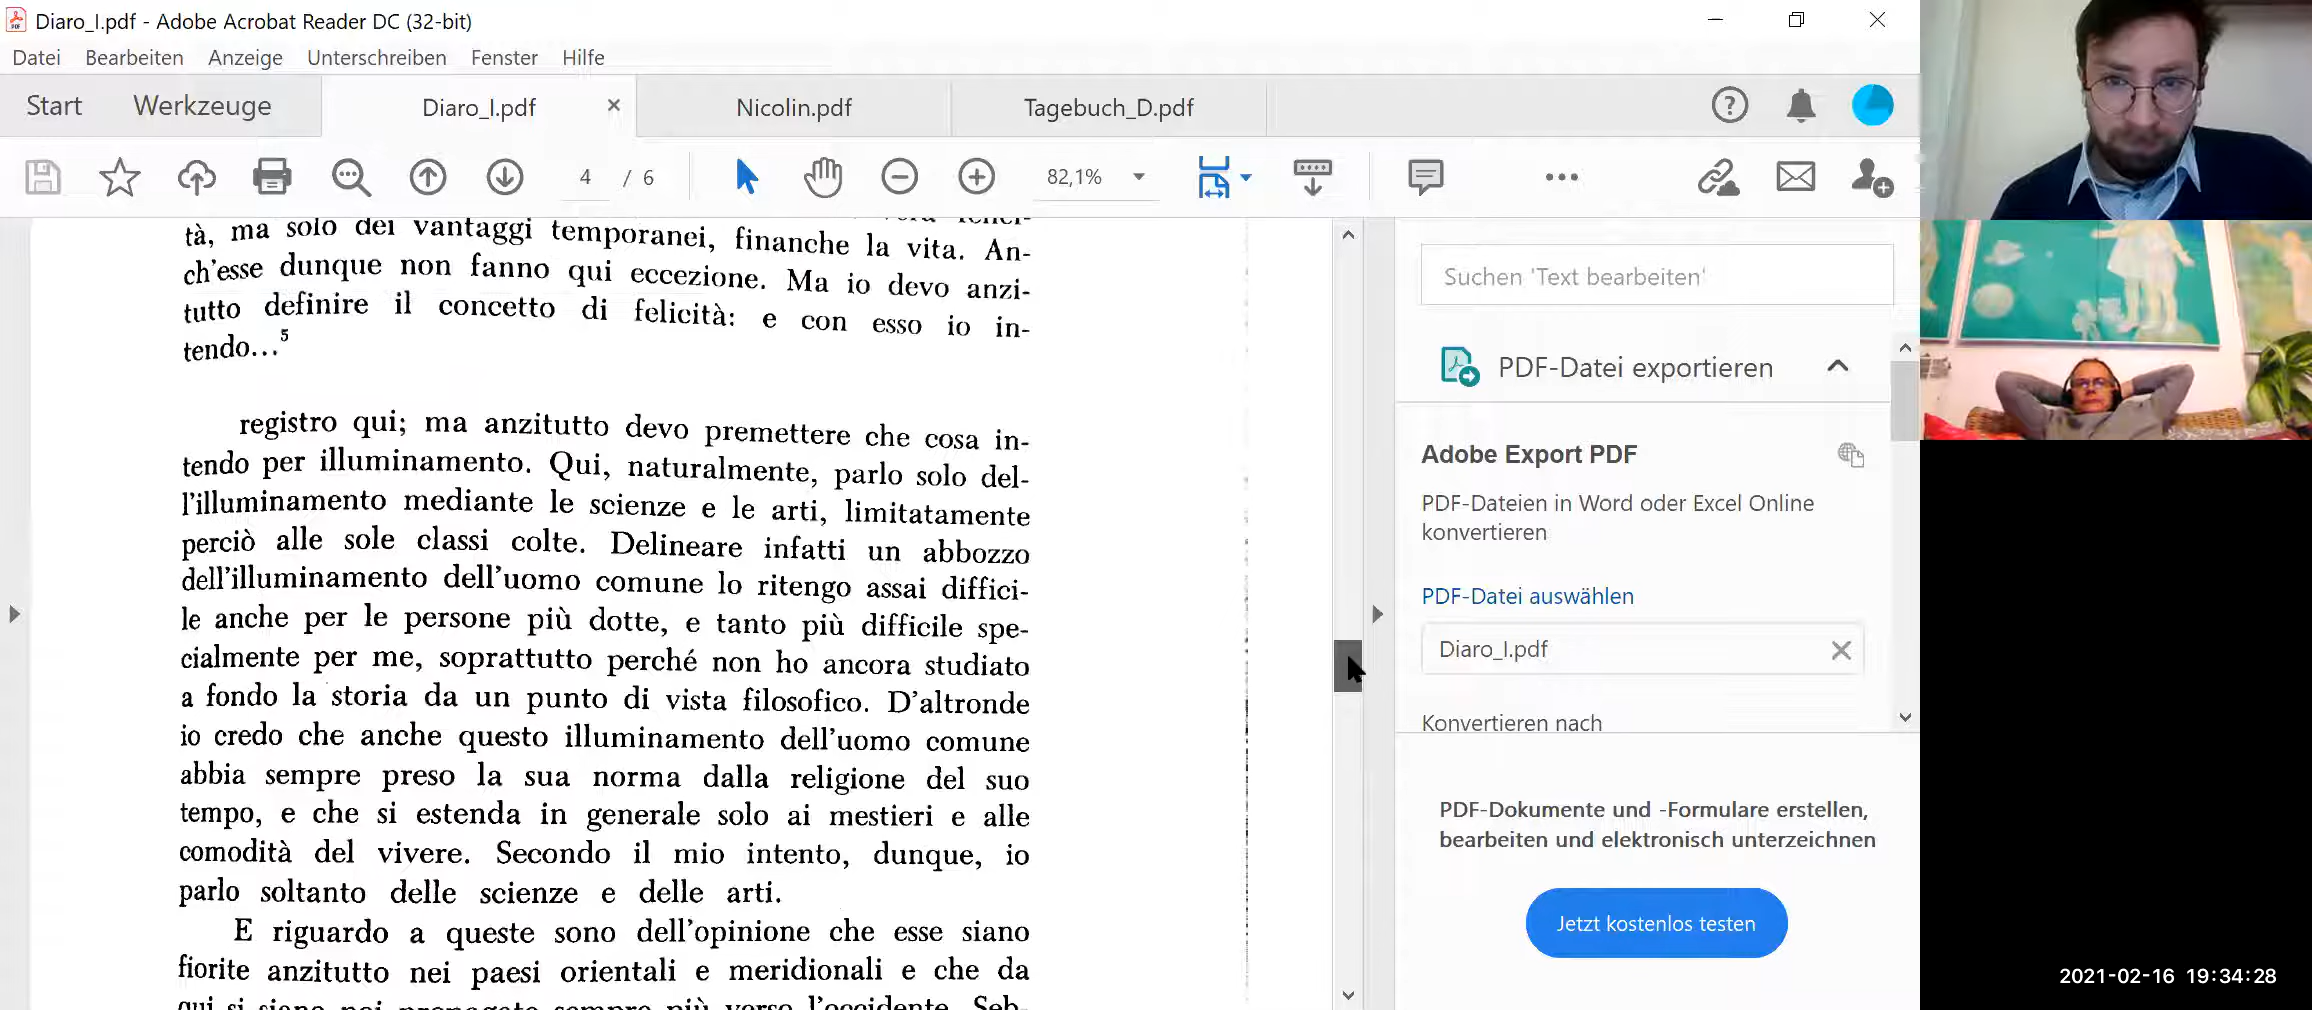 Diaro_I.pdf - Adobe Acrobat Reader DC (32-bit)
Datei Bearbeiten Anzeige Unterschreiben Fenster Hilfe
Start Werkzeuge Diaro_I.pdf Nicolin.pdf Tagebuch_D.pdf
4 / 6 82,1%
tà, ma solo dei vantaggi temporanei, finanche la vita. An-
ch'esse dunque non fanno qui eccezione. Ma io devo anzi-
tutto definire il concetto di felicità: e con esso io in-
tendo...5
registro qui; ma anzitutto devo premettere che cosa in-
tendo per illuminamento. Qui, naturalmente, parlo solo del-
l'illuminamento mediante le scienze e le arti, limitatamente
perciò alle sole classi colte. Delineare infatti un abbozzo
dell'illuminamento dell'uomo comune lo ritengo assai diffici-
le anche per le persone più dotte, e tanto più difficile spe-
cialmente per me, soprattutto perché non ho ancora studiato
a fondo la storia da un punto di vista filosofico. D'altronde
io credo che anche questo illuminamento dell'uomo comune
abbia sempre preso la sua norma dalla religione del suo
tempo, e che si estenda in generale solo ai mestieri e alle
comodità del vivere. Secondo il mio intento, dunque, io
parlo soltanto delle scienze e delle arti.
E riguardo a queste sono dell'opinione che esse siano
fiorite anzitutto nei paesi orientali e meridionali e che da
qui si siano poi propagate sempre più verso l'occidente. Seb-
Suchen 'Text bearbeiten'
PDF-Datei exportieren
Adobe Export PDF
PDF-Dateien in Word oder Excel Online
konvertieren
PDF-Datei auswählen
Diaro_I.pdf
Konvertieren nach
PDF-Dokumente und -Formulare erstellen,
bearbeiten und elektronisch unterzeichnen
Jetzt kostenlos testen
2021-02-16 19:34:28